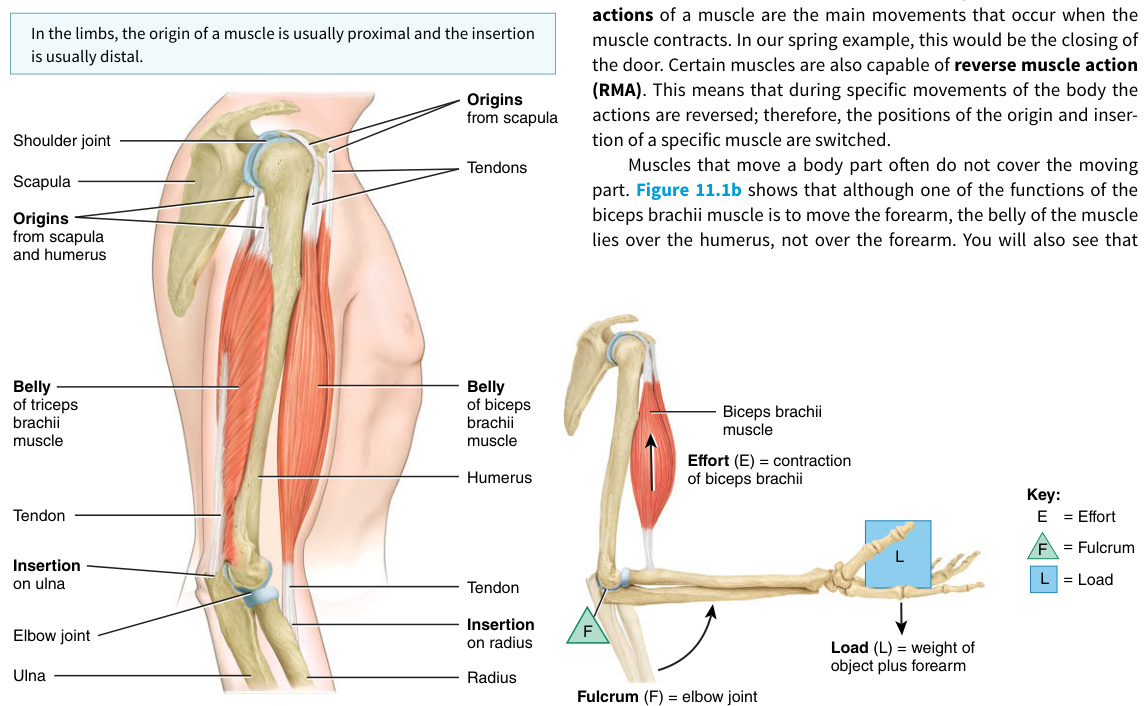 In the limbs, the origin of a muscle is usually proximal and the insertion
is usually distal.
Shoulder joint
Scapula
Origins
from scapula
and humerus
Belly
of triceps
brachii
muscle
Tendon
Insertion
on ulna
Elbow joint
Ulna
Origins
from scapula
Tendons
Belly
of biceps
brachii
muscle
Humerus
Tendon
Insertion
on radius
Radius
actions of a muscle are the main movements that occur when the
muscle contracts. In our spring example, this would be the closing of
the door. Certain muscles are also capable of reverse muscle action
(RMA). This means that during specific movements of the body the
actions are reversed; therefore, the positions of the origin and inser-
tion of a specific muscle are switched.
Muscles that move a body part often do not cover the moving
part. Figure 11.1b shows that although one of the functions of the
biceps brachii muscle is to move the forearm, the belly of the muscle
lies over the humerus, not over the forearm. You will also see that
Biceps brachii
muscle
Effort (E) = contraction
of biceps brachii
L
F
Load (L) = weight of
object plus forearm
Fulcrum (F) = elbow joint
Key:
E = Effort
F = Fulcrum
L = Load